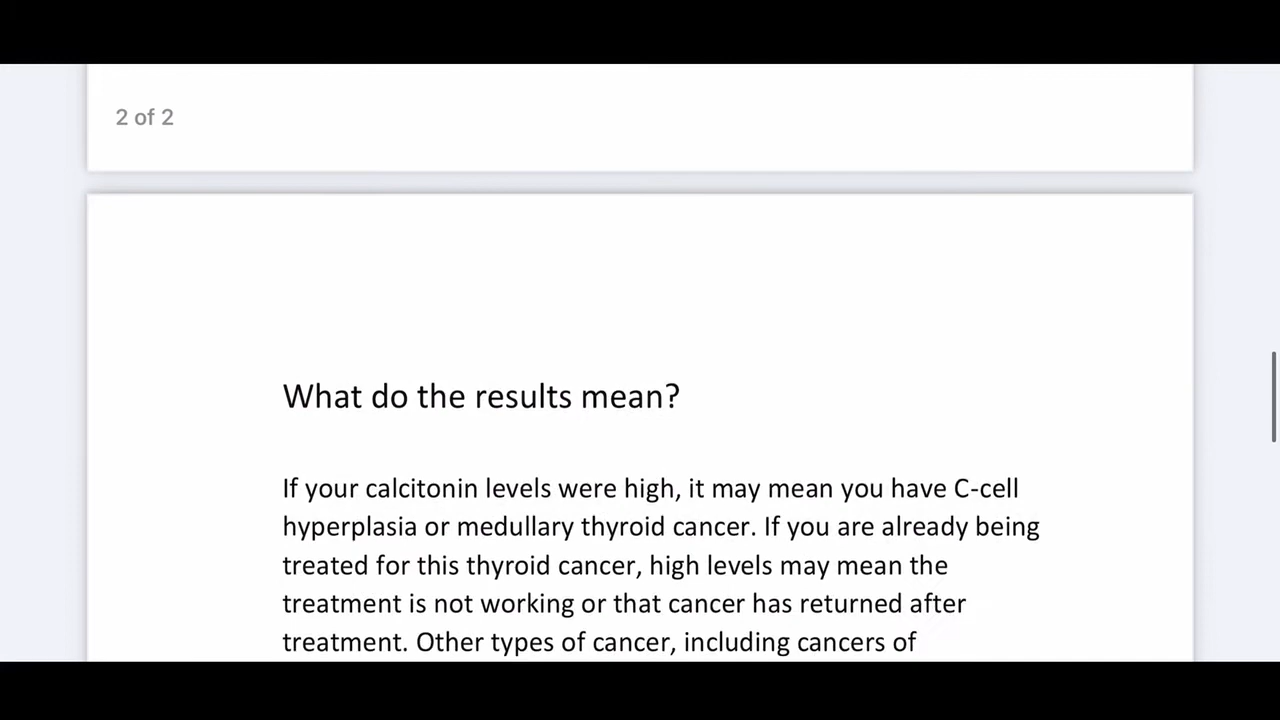 2 of 2
What do the results mean?
If your calcitonin levels were high, it may mean you have C-cell
hyperplasia or medullary thyroid cancer. If you are already being
treated for this thyroid cancer, high levels may mean the
treatment is not working or that cancer has returned after
treatment. Other types of cancer, including cancers of